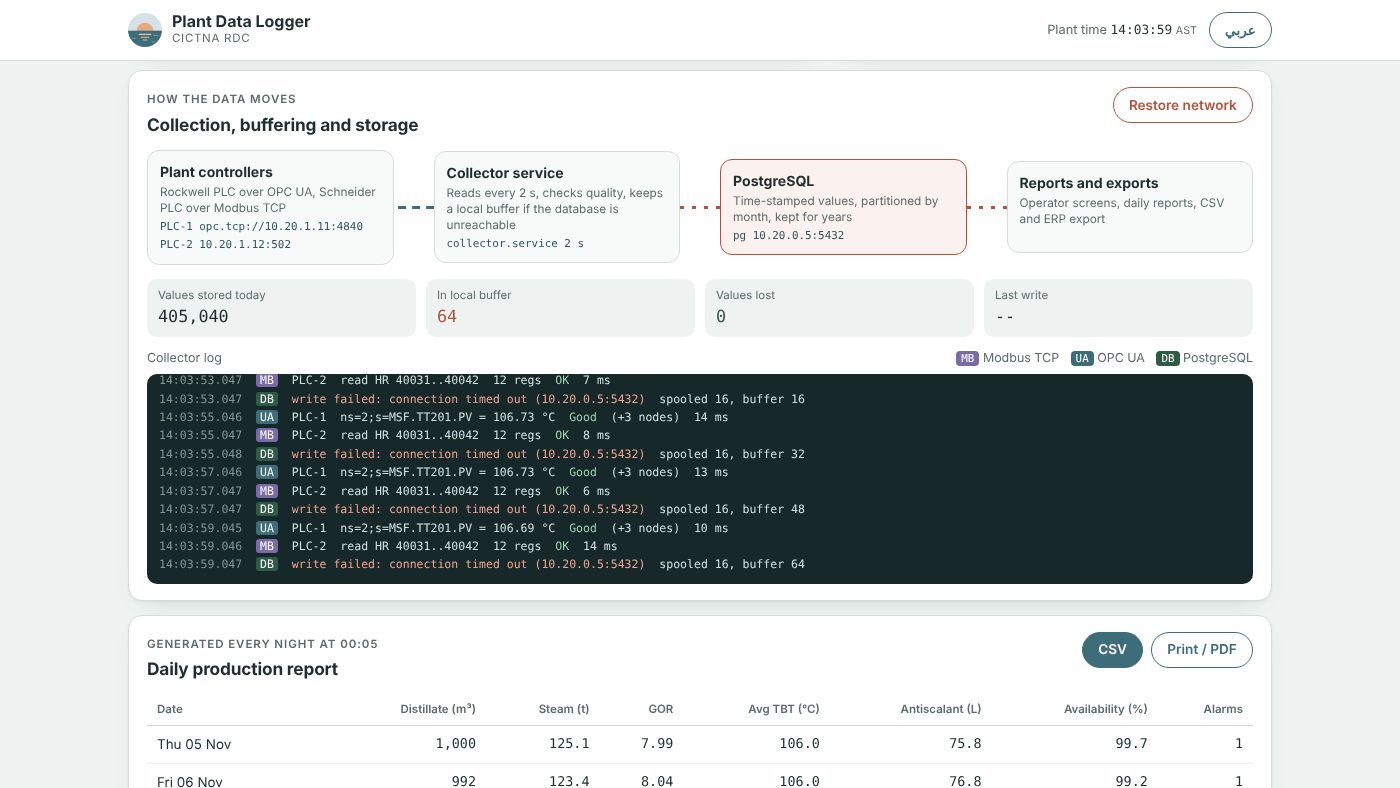 Plant Data Logger
CICTNA RDC
Plant time 14:03:59 AST
عربي
HOW THE DATA MOVES
Collection, buffering and storage
Restore network
Plant controllers
Rockwell PLC over OPC UA, Schneider
PLC over Modbus TCP
PLC-1 opc.tcp://10.20.1.11:4840
PLC-2 10.20.1.12:502
Collector service
Reads every 2 s, checks quality, keeps
a local buffer if the database is
unreachable
collector.service 2 s
PostgreSQL
Time-stamped values, partitioned by
month, kept for years
pg 10.20.0.5:5432
Reports and exports
Operator screens, daily reports, CSV
and ERP export
Values stored today
405,040
In local buffer
64
Values lost
0
Last write
--
Collector log
MB Modbus TCP UA OPC UA DB PostgreSQL
14:03:53.047 MB PLC-2 read HR 40031..40042 12 regs OK 7 ms
14:03:53.047 DB write failed: connection timed out (10.20.0.5:5432) spooled 16, buffer 16
14:03:55.046 UA PLC-1 ns=2;s=MSF.TT201.PV = 106.73 °C Good (+3 nodes) 14 ms
14:03:55.047 MB PLC-2 read HR 40031..40042 12 regs OK 8 ms
14:03:55.048 DB write failed: connection timed out (10.20.0.5:5432) spooled 16, buffer 32
14:03:57.046 UA PLC-1 ns=2;s=MSF.TT201.PV = 106.73 °C Good (+3 nodes) 13 ms
14:03:57.047 MB PLC-2 read HR 40031..40042 12 regs OK 6 ms
14:03:57.047 DB write failed: connection timed out (10.20.0.5:5432) spooled 16, buffer 48
14:03:59.045 UA PLC-1 ns=2;s=MSF.TT201.PV = 106.69 °C Good (+3 nodes) 10 ms
14:03:59.046 MB PLC-2 read HR 40031..40042 12 regs OK 14 ms
14:03:59.047 DB write failed: connection timed out (10.20.0.5:5432) spooled 16, buffer 64
GENERATED EVERY NIGHT AT 00:05
Daily production report
CSV
Print / PDF
Date Distillate (m³) Steam (t) GOR Avg TBT (°C) Antiscalant (L) Availability (%) Alarms
Thu 05 Nov 1,000 125.1 7.99 106.0 75.8 99.7 1
Fri 06 Nov 992 123.4 8.04 106.0 76.8 99.2 1